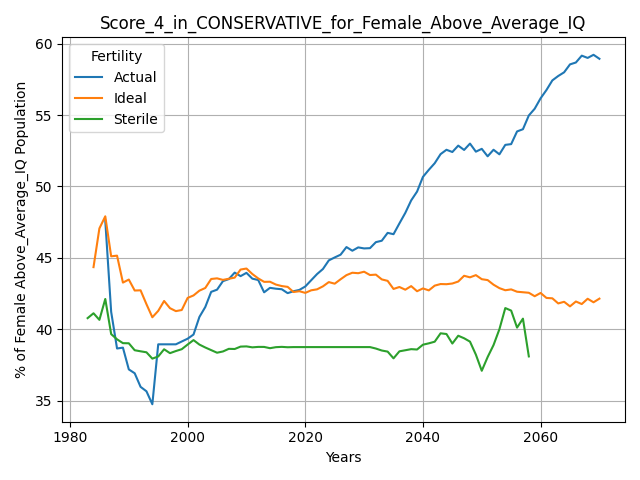 Score_4_in_CONSERVATIVE_for_Female_Above_Average_IQ
Fertility
Actual
Ideal
Sterile
% of Female Above_Average_IQ Population
60
55
50
45
40
35
1980
2000
2020
2040
2060
Years